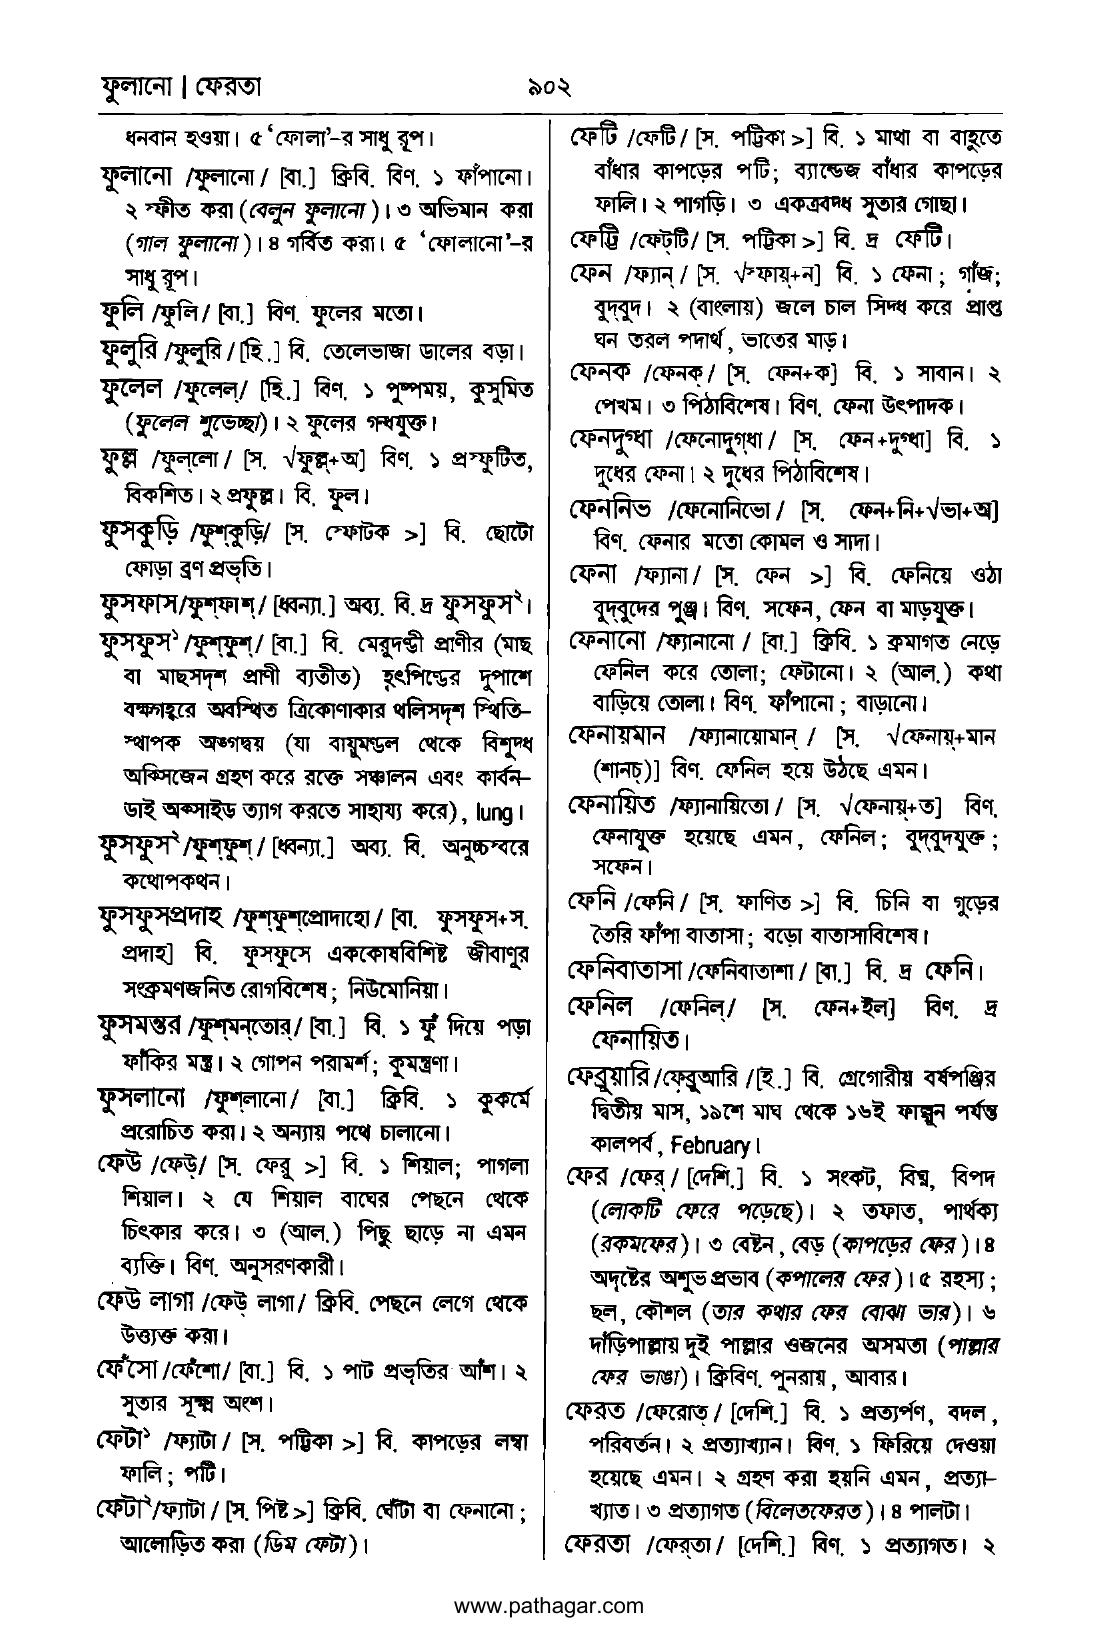 ফুলানো | ফেরতা
৯০২
ধনবান হওয়া। ৫ ‘ফোলা’-র সাধু রূপ।
ফুলানো /ফুলানো/ [বা.] ক্রিবি. বিণ. ১ ফাঁপানো।
২ স্ফীত করা (বেলুন ফুলানো)। ৩ অভিমান করা
(গাল ফুলানো)। ৪ গর্বিত করা। ৫ ‘ফোলানো’-র
সাধু রূপ।
ফুলি /ফুলি/ [বা.] বিণ. ফুলের মতো।
ফুলুরি /ফুলুরি/ [হি.] বি. তেলেভাজা ডালের বড়া।
ফুলেল /ফুলেল্/ [হি.] বিণ. ১ পুষ্পময়, কুসুমিত
(ফুলেল শুভেচ্ছা)। ২ ফুলের গন্ধযুক্ত।
ফুল্ল /ফুল্‌লো/ [স. √ফুল্ল্+অ] বিণ. ১ প্রস্ফুটিত,
বিকশিত। ২ প্রফুল্ল। বি. ফুল।
ফুসকুড়ি /ফুশ্‌কুড়ি/ [স. স্ফোটক >] বি. ছোটো
ফোড়া ব্রণ প্রভৃতি।
ফুসফাস/ফুশ্‌ফাশ্/ [ধ্বন্যা.] অব্য. বি. দ্র ফুসফুস২।
ফুসফুস১ /ফুশ্‌ফুশ্/ [বা.] বি. মেরুদণ্ডী প্রাণীর (মাছ
বা মাছসদৃশ প্রাণী ব্যতীত) হৃৎপিণ্ডের দুপাশে
বক্ষগহ্বরে অবস্থিত ত্রিকোণাকার থলিসদৃশ স্থিতি-
স্থাপক অঙ্গদ্বয় (যা বায়ুমণ্ডল থেকে বিশুদ্ধ
অক্সিজেন গ্রহণ করে রক্তে সঞ্চালন এবং কার্বন-
ডাই অক্সাইড ত্যাগ করতে সাহায্য করে), lung।
ফুসফুস২/ফুশ্‌ফুশ্/ [ধ্বন্যা.] অব্য. বি. অনুচ্চস্বরে
কথোপকথন।
ফুসফুসপ্রদাহ /ফুশ্‌ফুশ্‌প্রোদাহো/ [বা. ফুসফুস+স.
প্রদাহ] বি. ফুসফুসে এককোষবিশিষ্ট জীবাণুর
সংক্রমণজনিত রোগবিশেষ; নিউমোনিয়া।
ফুসমন্তর /ফুশ্‌মন্‌তোর্/ [বা.] বি. ১ ফুঁ দিয়ে পড়া
ফাঁকির মন্ত্র। ২ গোপন পরামর্শ; কুমন্ত্রণা।
ফুসলানো /ফুশ্‌লানো/ [বা.] ক্রিবি. ১ কুকর্মে
প্ররোচিত করা। ২ অন্যায় পথে চালানো।
ফেউ /ফেউ্/ [স. ফেরু >] বি. ১ শিয়াল; পাগলা
শিয়াল। ২ যে শিয়াল বাঘের পেছনে থেকে
চিৎকার করে। ৩ (আল.) পিছু ছাড়ে না এমন
ব্যক্তি। বিণ. অনুসরণকারী।
ফেউ লাগা /ফেউ্ লাগা/ ক্রিবি. পেছনে লেগে থেকে
উত্ত্যক্ত করা।
ফেঁসো /ফেঁশো/ [বা.] বি. ১ পাট প্রভৃতির আঁশ। ২
সুতার সূক্ষ্ম অংশ।
ফেটা১ /ফ্যাটা/ [স. পট্টিকা >] বি. কাপড়ের লম্বা
ফালি; পটি।
ফেটা২/ফ্যাটা/ [স. পিষ্ট >] ক্রিবি. ঘোঁটা বা ফেনানো;
আলোড়িত করা (ডিম ফেটা)।
ফেটি /ফেটি/ [স. পট্টিকা >] বি. ১ মাথা বা বাহুতে
বাঁধার কাপড়ের পটি; ব্যান্ডেজ বাঁধার কাপড়ের
ফালি। ২ পাগড়ি। ৩ একত্রবদ্ধ সুতার গোছা।
ফেট্টি /ফেট্‌টি/ [স. পট্টিকা >] বি. দ্র ফেটি।
ফেন /ফ্যান্/ [স. √স্ফায়্+ন] বি. ১ ফেনা; গাঁজ;
বুদ্‌বুদ। ২ (বাংলায়) জলে চাল সিদ্ধ করে প্রাপ্ত
ঘন তরল পদার্থ, ভাতের মাড়।
ফেনক /ফেনক্/ [স. ফেন+ক] বি. ১ সাবান। ২
পেখম। ৩ পিঠাবিশেষ। বিণ. ফেনা উৎপাদক।
ফেনদুগ্ধা /ফেনোদুগ্‌ধা/ [স. ফেন+দুগ্ধা] বি. ১
দুধের ফেনা। ২ দুধের পিঠাবিশেষ।
ফেননিভ /ফেনোনিভো/ [স. ফেন+নি+√ভা+অ]
বিণ. ফেনার মতো কোমল ও সাদা।
ফেনা /ফ্যানা/ [স. ফেন >] বি. ফেনিয়ে ওঠা
বুদ্‌বুদের পুঞ্জ। বিণ. সফেন, ফেন বা মাড়যুক্ত।
ফেনানো /ফ্যানানো/ [বা.] ক্রিবি. ১ ক্রমাগত নেড়ে
ফেনিল করে তোলা; ফেটানো। ২ (আল.) কথা
বাড়িয়ে তোলা। বিণ. ফাঁপানো; বাড়ানো।
ফেনায়মান /ফ্যানায়োমান্/ [স. √ফেনায়্+মান
(শানচ্)] বিণ. ফেনিল হয়ে উঠছে এমন।
ফেনায়িত /ফ্যানায়িতো/ [স. √ফেনায়্+ত] বিণ.
ফেনাযুক্ত হয়েছে এমন, ফেনিল; বুদ্‌বুদযুক্ত;
সফেন।
ফেনি /ফেনি/ [স. ফাণিত >] বি. চিনি বা গুড়ের
তৈরি ফাঁপা বাতাসা; বড়ো বাতাসাবিশেষ।
ফেনিবাতাসা /ফেনিবাতাশা/ [বা.] বি. দ্র ফেনি।
ফেনিল /ফেনিল্/ [স. ফেন+ইল] বিণ. দ্র
ফেনায়িত।
ফেব্রুয়ারি /ফেব্রুআরি/ [ই.] বি. গ্রেগোরীয় বর্ষপঞ্জির
দ্বিতীয় মাস, ১৯শে মাঘ থেকে ১৬ই ফাল্গুন পর্যন্ত
কালপর্ব, February।
ফের /ফের্/ [দেশি.] বি. ১ সংকট, বিঘ্ন, বিপদ
(লোকটি ফেরে পড়েছে)। ২ তফাত, পার্থক্য
(রকমফের)। ৩ বেষ্টন, বেড় (কাপড়ের ফের)। ৪
অদৃষ্টের অশুভ প্রভাব (কপালের ফের)। ৫ রহস্য;
ছল, কৌশল (তার কথার ফের বোঝা ভার)। ৬
দাঁড়িপাল্লায় দুই পাল্লার ওজনের অসমতা (পাল্লার
ফের ভাঙা)। ক্রিবিণ. পুনরায়, আবার।
ফেরত /ফেরোত্/ [দেশি.] বি. ১ প্রত্যর্পণ, বদল,
পরিবর্তন। ২ প্রত্যাখ্যান। বিণ. ১ ফিরিয়ে দেওয়া
হয়েছে এমন। ২ গ্রহণ করা হয়নি এমন, প্রত্যা-
খ্যাত। ৩ প্রত্যাগত (বিলেতফেরত)। ৪ পালটা।
ফেরতা /ফের্‌তা/ [দেশি.] বিণ. ১ প্রত্যাগত। ২
www.pathagar.com